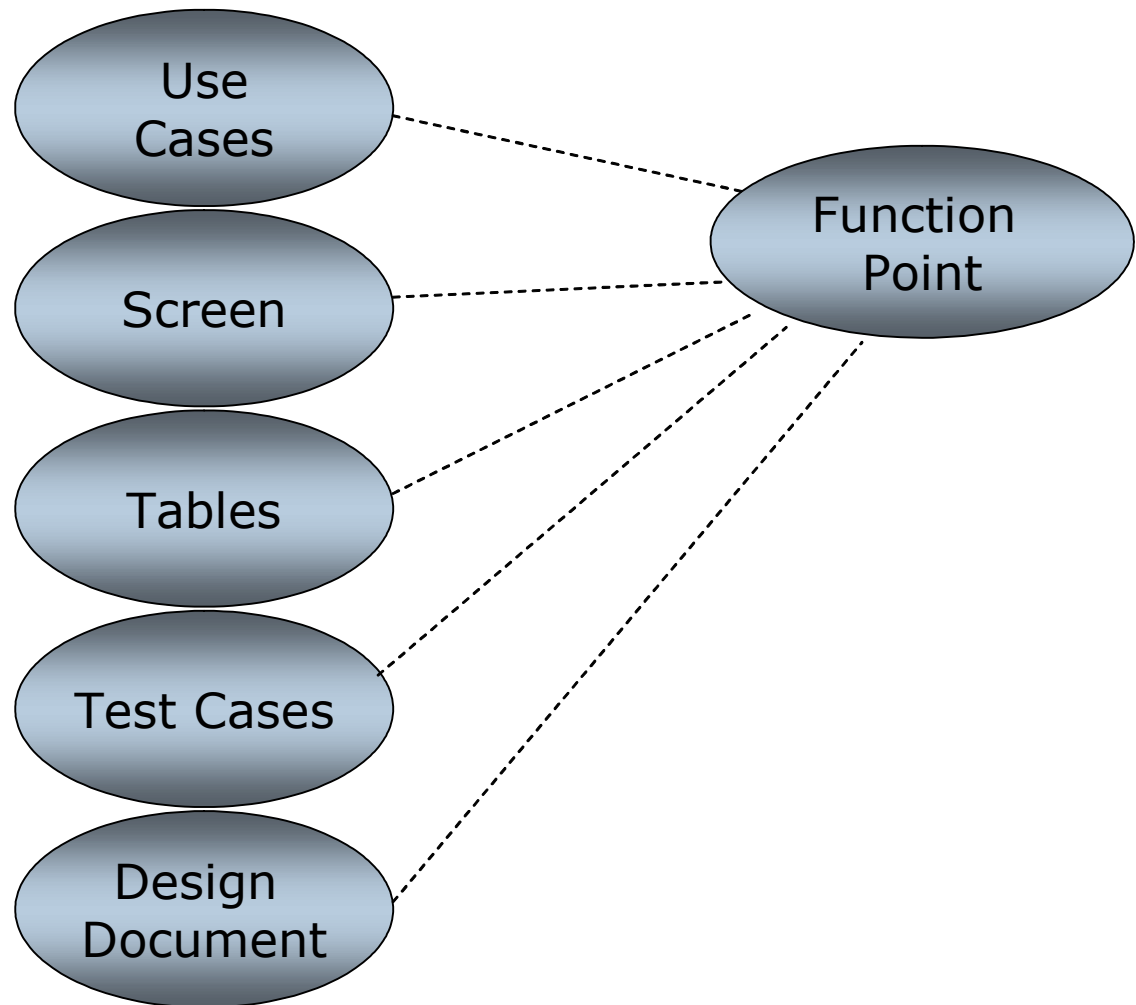 Use
Cases
Function
Point
Screen
Tables
Test Cases
Design
Document